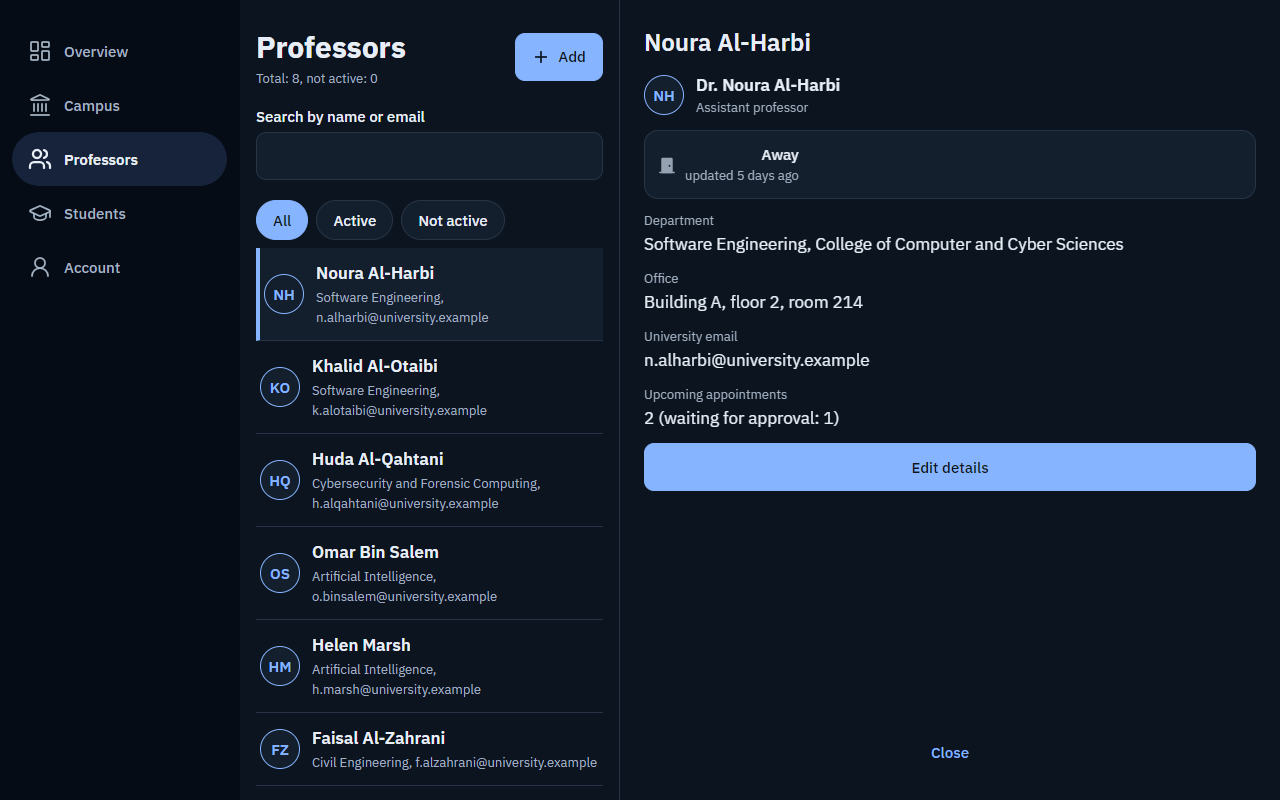 Overview
Campus
Professors
Students
Account
Professors
Total: 8, not active: 0
Add
Search by name or email
All
Active
Not active
NH
Noura Al-Harbi
Software Engineering,
n.alharbi@university.example
KO
Khalid Al-Otaibi
Software Engineering,
k.alotaibi@university.example
HQ
Huda Al-Qahtani
Cybersecurity and Forensic Computing,
h.alqahtani@university.example
OS
Omar Bin Salem
Artificial Intelligence,
o.binsalem@university.example
HM
Helen Marsh
Artificial Intelligence,
h.marsh@university.example
FZ
Faisal Al-Zahrani
Civil Engineering, f.alzahrani@university.example
Noura Al-Harbi
NH
Dr. Noura Al-Harbi
Assistant professor
Away
updated 5 days ago
Department
Software Engineering, College of Computer and Cyber Sciences
Office
Building A, floor 2, room 214
University email
n.alharbi@university.example
Upcoming appointments
2 (waiting for approval: 1)
Edit details
Close